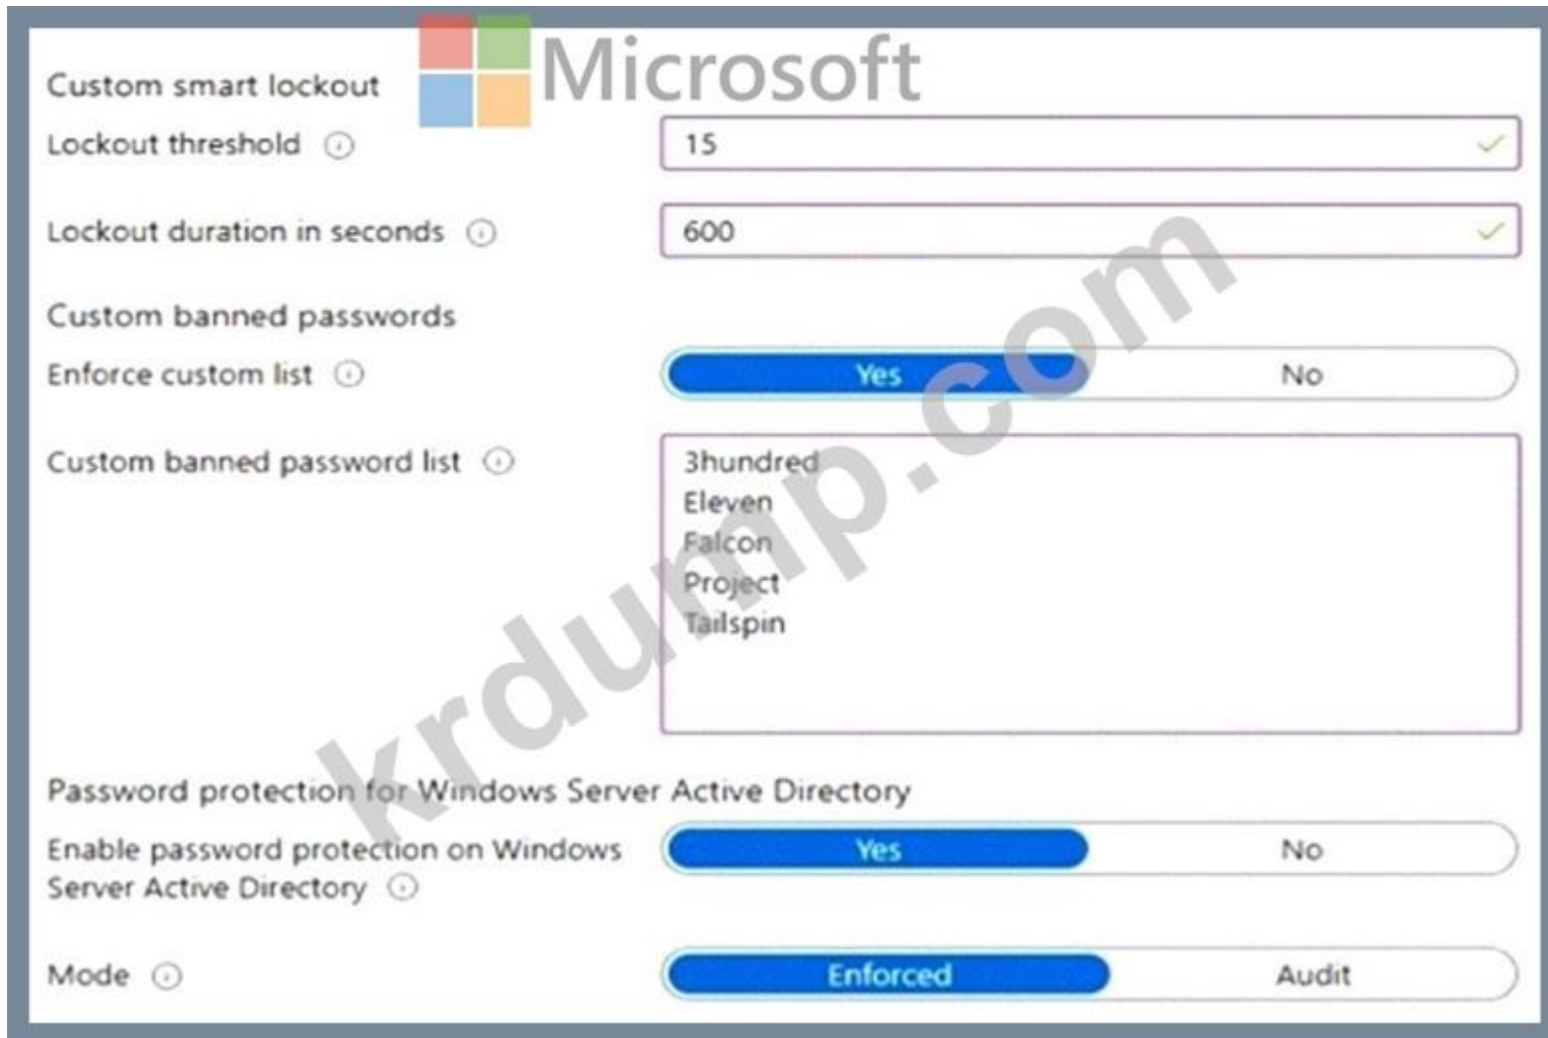 Microsoft
Custom smart lockout
Lockout threshold
15
Lockout duration in seconds
600
Custom banned passwords
Enforce custom list
Yes No
Custom banned password list
3hundred
Eleven
Falcon
Project
Tailspin
krdump.com
Password protection for Windows Server Active Directory
Enable password protection on Windows
Server Active Directory
Yes No
Mode
Enforced Audit